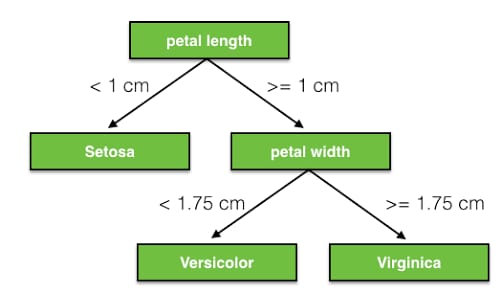 petal length
< 1 cm
>= 1 cm
Setosa
petal width
< 1.75 cm
>= 1.75 cm
Versicolor
Virginica